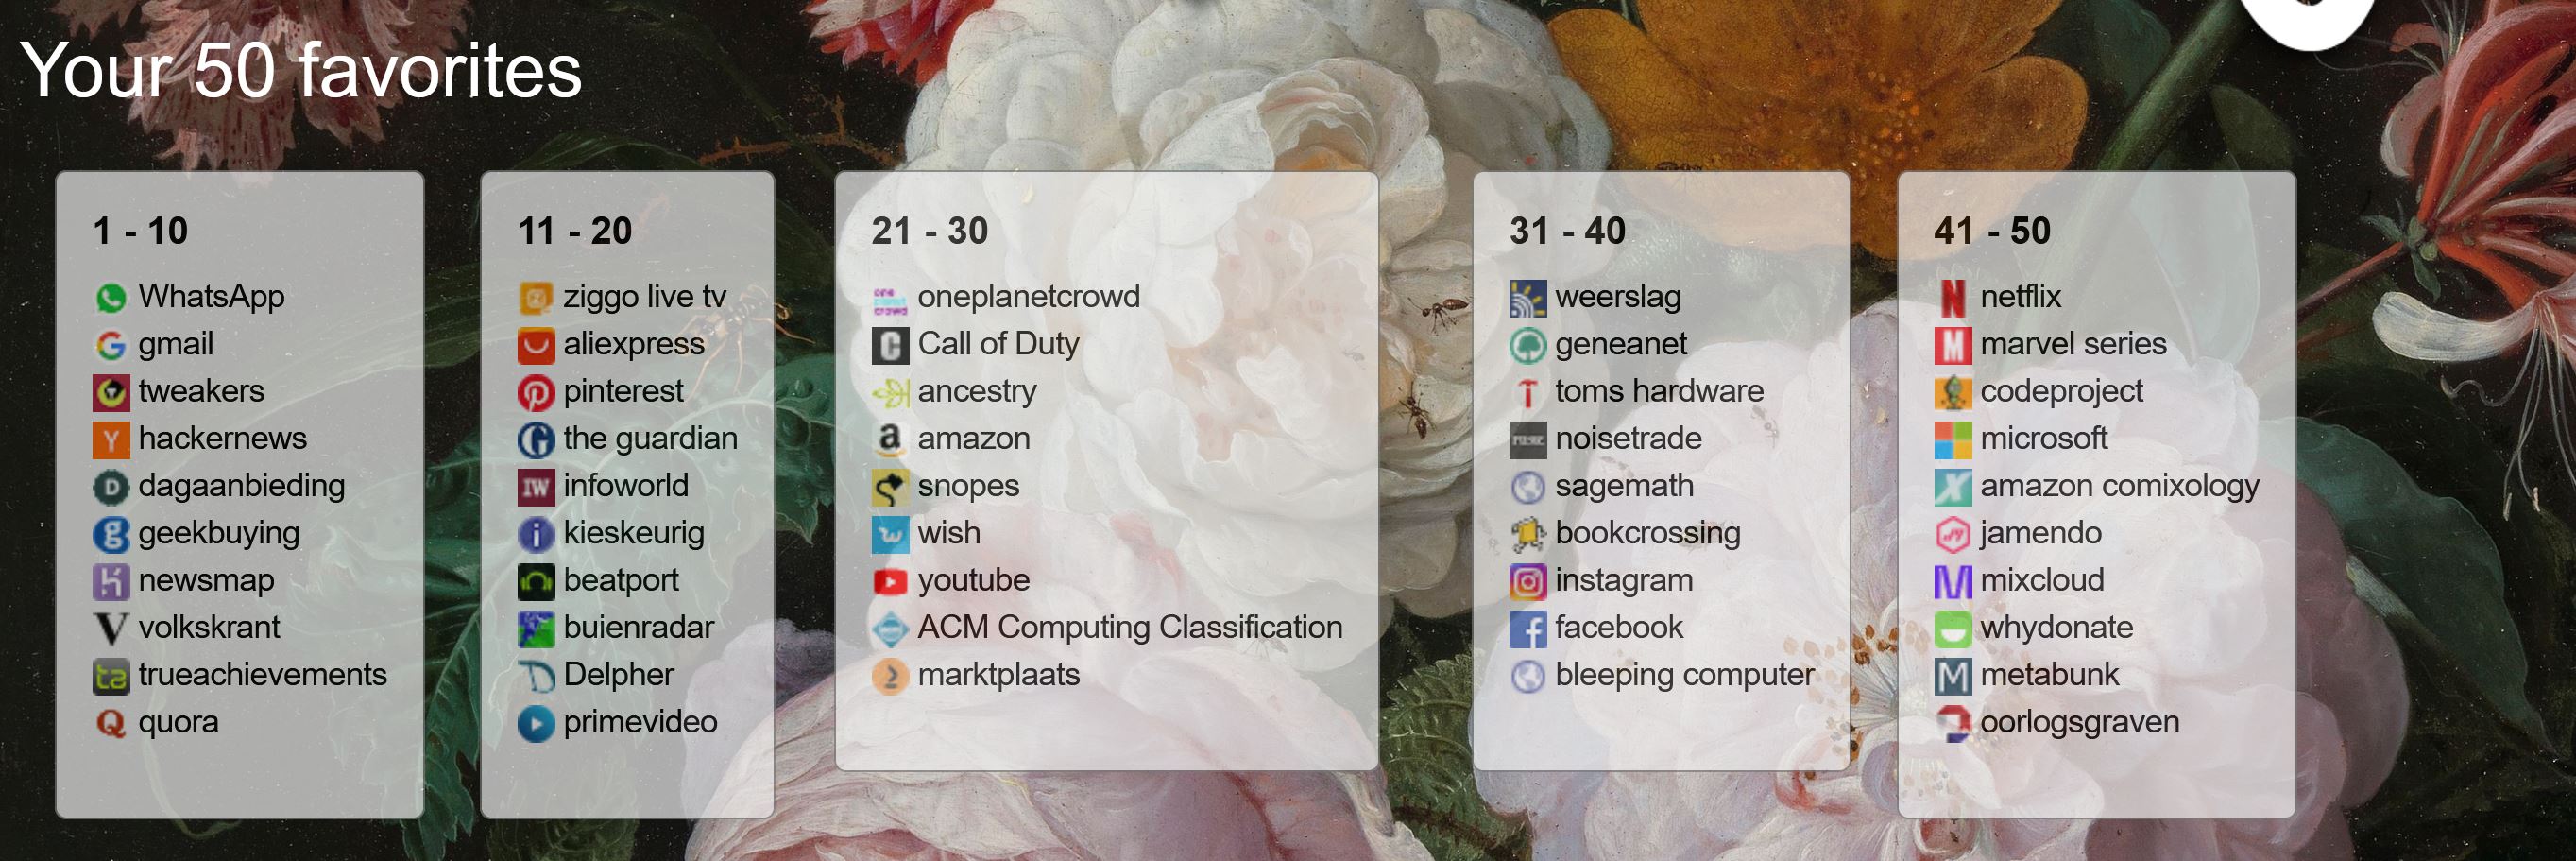 Your 50 favorites
1 - 10
WhatsApp
gmail
tweakers
hackernews
dagaanbieding
geekbuying
newsmap
volkskrant
trueachievements
quora
11 - 20
ziggo live tv
aliexpress
pinterest
the guardian
infoworld
kieskeurig
beatport
buienradar
Delpher
primevideo
21 - 30
oneplanetcrowd
Call of Duty
ancestry
amazon
snopes
wish
youtube
ACM Computing Classification
marktplaats
31 - 40
weerslag
geneanet
toms hardware
noisetrade
sagemath
bookcrossing
instagram
facebook
bleeping computer
41 - 50
netflix
marvel series
codeproject
microsoft
amazon comixology
jamendo
mixcloud
whydonate
metabunk
oorlogsgraven